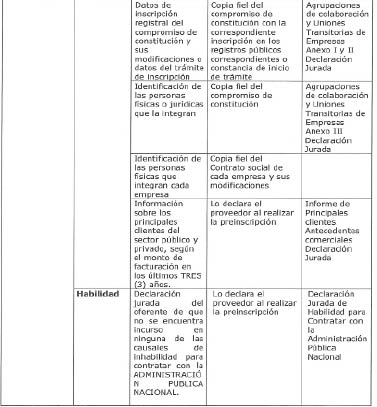 Datos de
inscripción
registral del
compromiso de
constitución y
sus
modificaciones o
datos del trámite
de inscripción
Copia fiel del
compromiso de
constitución con la
correspondiente
inscripción en los
registros públicos
correspondientes o
constancia de inicio
de trámite
Agrupaciones
de colaboración
y Uniones
Transitorias de
Empresas
Anexo I y II
Declaración
Jurada
Identificación de
las personas
físicas o jurídicas
que la integran
Copia fiel del
compromiso de
constitución
Agrupaciones
de colaboración
y Uniones
Transitorias de
Empresas
Anexo III
Declaración
Jurada
Identificación de
las personas
físicas que
integran cada
empresa
Copia fiel del
Contrato social de
cada empresa y sus
modificaciones
Información
sobre los
principales
clientes del
sector público y
privado, según
el monto de
facturación en
los últimos TRES
(3) años.
Lo declara el
proveedor al realizar
la preinscripción
Informe de
Principales
clientes
Antecedentes
comerciales
Declaración
Jurada
Habilidad
Declaración
jurada del
oferente de que
no se encuentra
incurso en
ninguna de las
causales de
inhabilidad para
contratar con la
ADMINISTRACIÓ
N PUBLICA
NACIONAL.
Lo declara el
proveedor al realizar
la preinscripción
Declaración
Jurada de
Habilidad para
Contratar con
la
Administración
Pública
Nacional